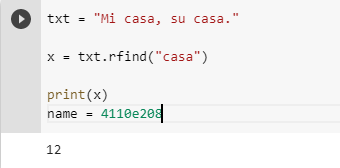 txt = "Mi casa, su casa."
x = txt.rfind("casa")
print(x)
name = 4110e208
12